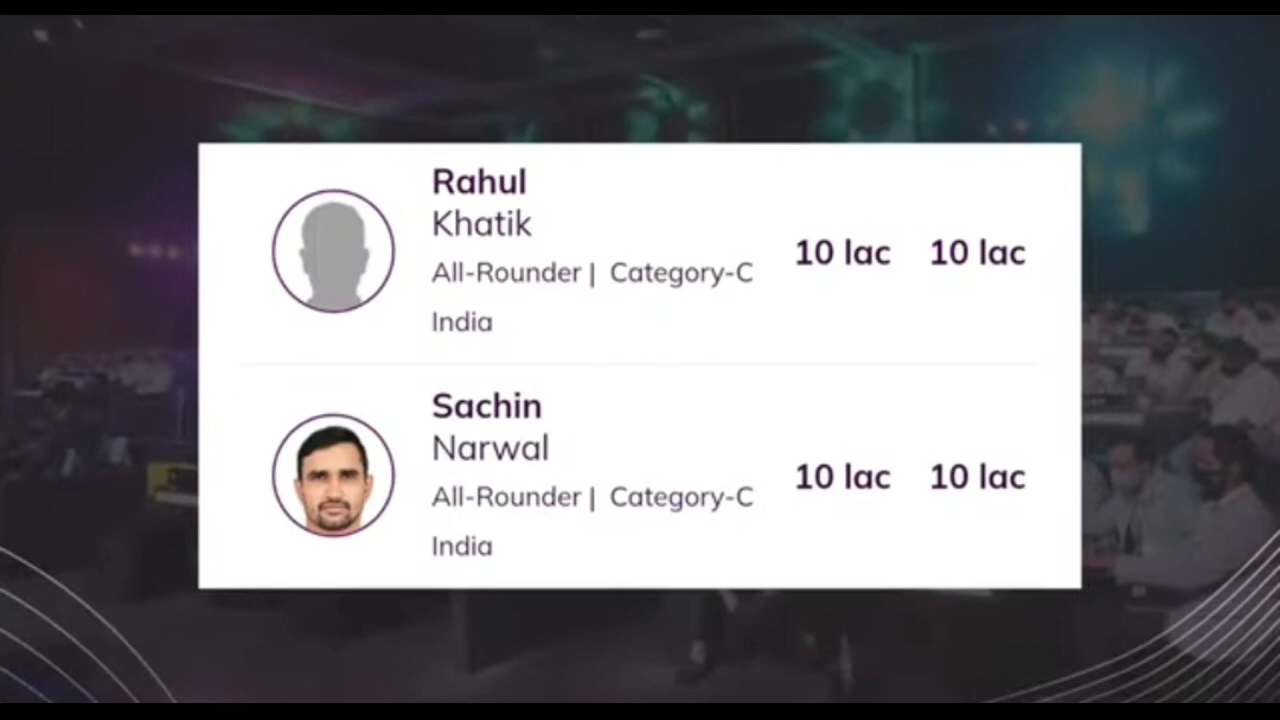 Rahul
Khatik
All-Rounder | Category-C
India
10 lac 10 lac
Sachin
Narwal
All-Rounder | Category-C
India
10 lac 10 lac